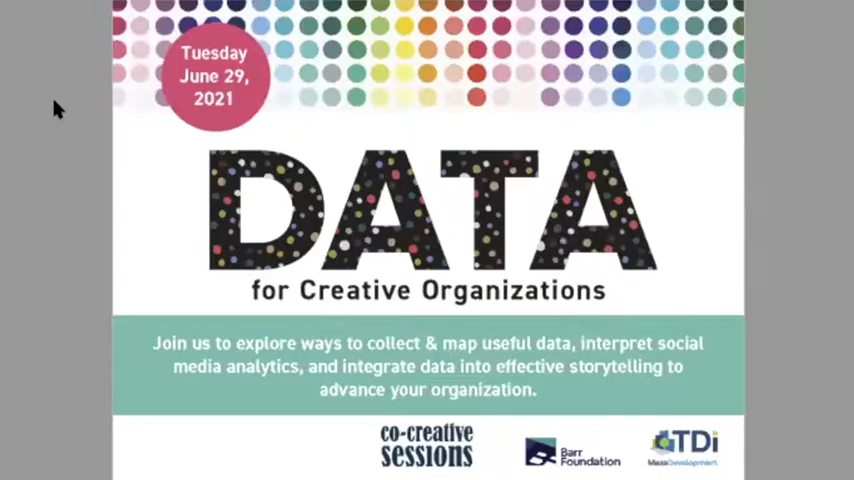 Tuesday
June 29,
2021
DATA
for Creative Organizations
Join us to explore ways to collect & map useful data, interpret social
media analytics, and integrate data into effective storytelling to
advance your organization.
co-creative
sessions
Barr
Foundation
TDi
MassDevelopment